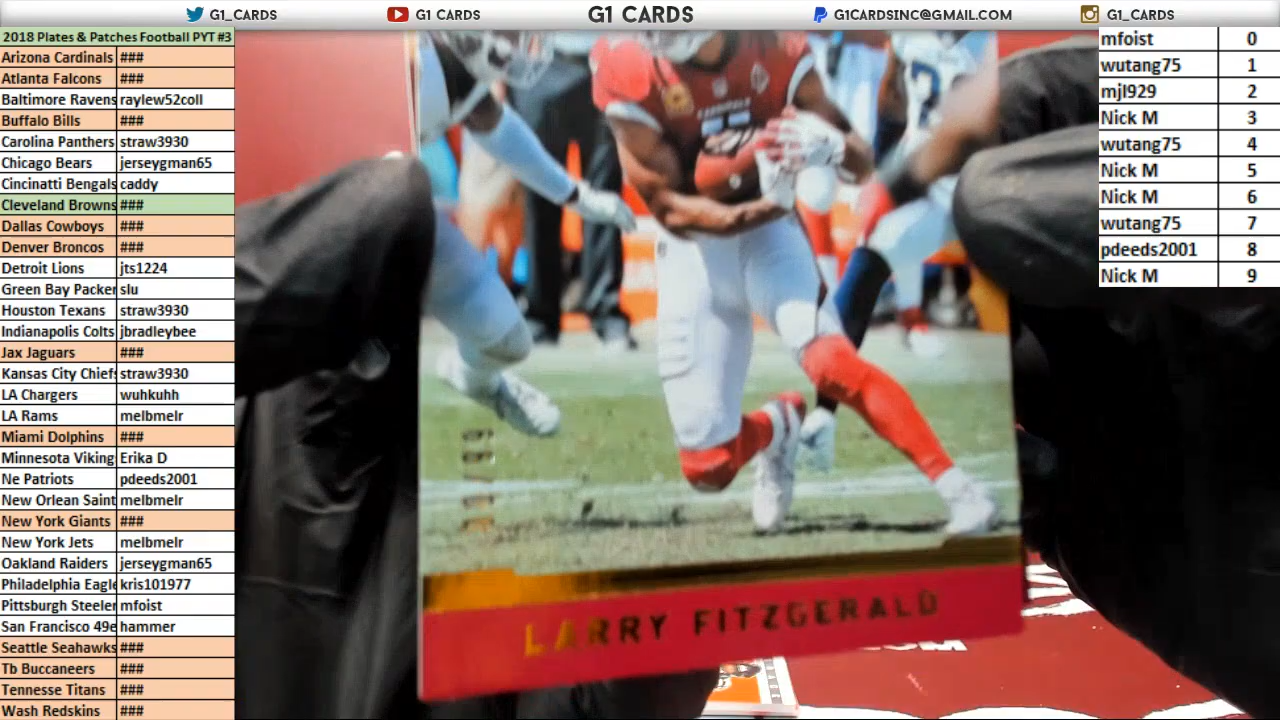 G1_CARDS G1 CARDS G1 CARDS G1CARDSINC@GMAIL.COM G1_CARDS
2018 Plates & Patches Football PYT #3
Arizona Cardinals ###
Atlanta Falcons ###
Baltimore Ravens raylew52coll
Buffalo Bills ###
Carolina Panthers straw3930
Chicago Bears jerseygman65
Cincinatti Bengals caddy
Cleveland Browns ###
Dallas Cowboys ###
Denver Broncos ###
Detroit Lions jts1224
Green Bay Packer slu
Houston Texans straw3930
Indianapolis Colts jbradleybee
Jax Jaguars ###
Kansas City Chiefs straw3930
LA Chargers wuhkuhh
LA Rams melbmelr
Miami Dolphins ###
Minnesota Viking Erika D
Ne Patriots pdeeds2001
New Orlean Saint melbmelr
New York Giants ###
New York Jets melbmelr
Oakland Raiders jerseygman65
Philadelphia Eagle kris101977
Pittsburgh Steeler mfoist
San Francisco 49e hammer
Seattle Seahawks ###
Tb Buccaneers ###
Tennesse Titans ###
Wash Redskins ###
mfoist 0
wutang75 1
mjl929 2
Nick M 3
wutang75 4
Nick M 5
Nick M 6
wutang75 7
pdeeds2001 8
Nick M 9
CARDINALS
LARRY FITZGERALD